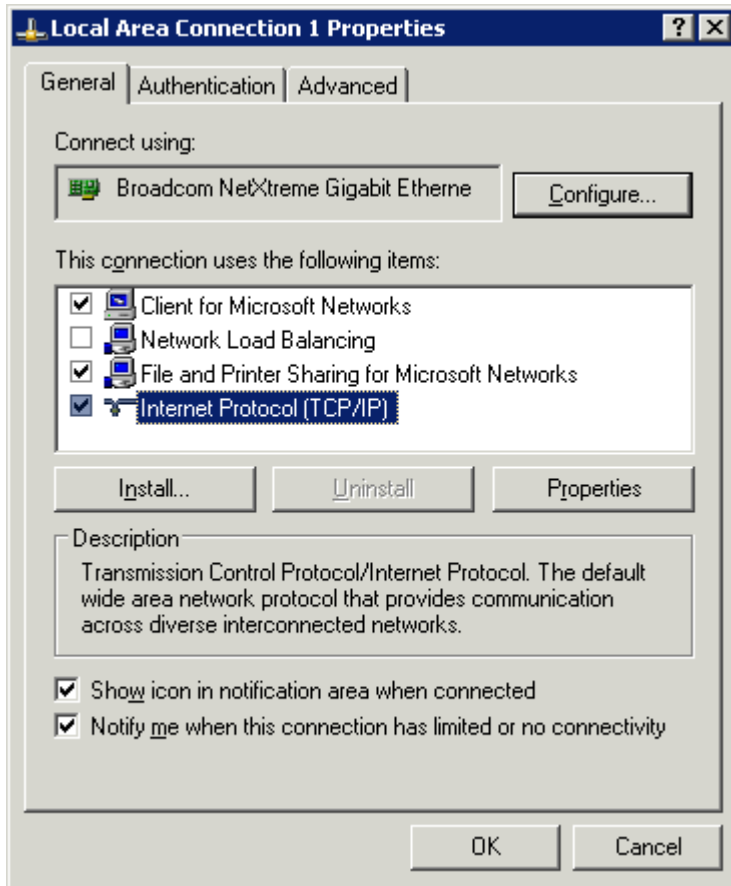 Local Area Connection 1 Properties
General Authentication Advanced
Connect using:
Broadcom NetXtreme Gigabit Etherne Configure...
This connection uses the following items:
Client for Microsoft Networks
Network Load Balancing
File and Printer Sharing for Microsoft Networks
Internet Protocol (TCP/IP)
Install... Uninstall Properties
Description
Transmission Control Protocol/Internet Protocol. The default
wide area network protocol that provides communication
across diverse interconnected networks.
Show icon in notification area when connected
Notify me when this connection has limited or no connectivity
OK Cancel